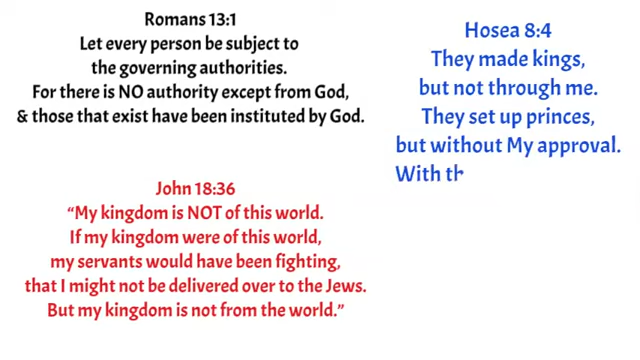 Romans 13:1
Let every person be subject to
the governing authorities.
For there is NO authority except from God,
& those that exist have been instituted by God.
Hosea 8:4
They made kings,
but not through me.
They set up princes,
but without My approval.
With th
John 18:36
“My kingdom is NOT of this world.
If my kingdom were of this world,
my servants would have been fighting,
that I might not be delivered over to the Jews.
But my kingdom is not from the world.”